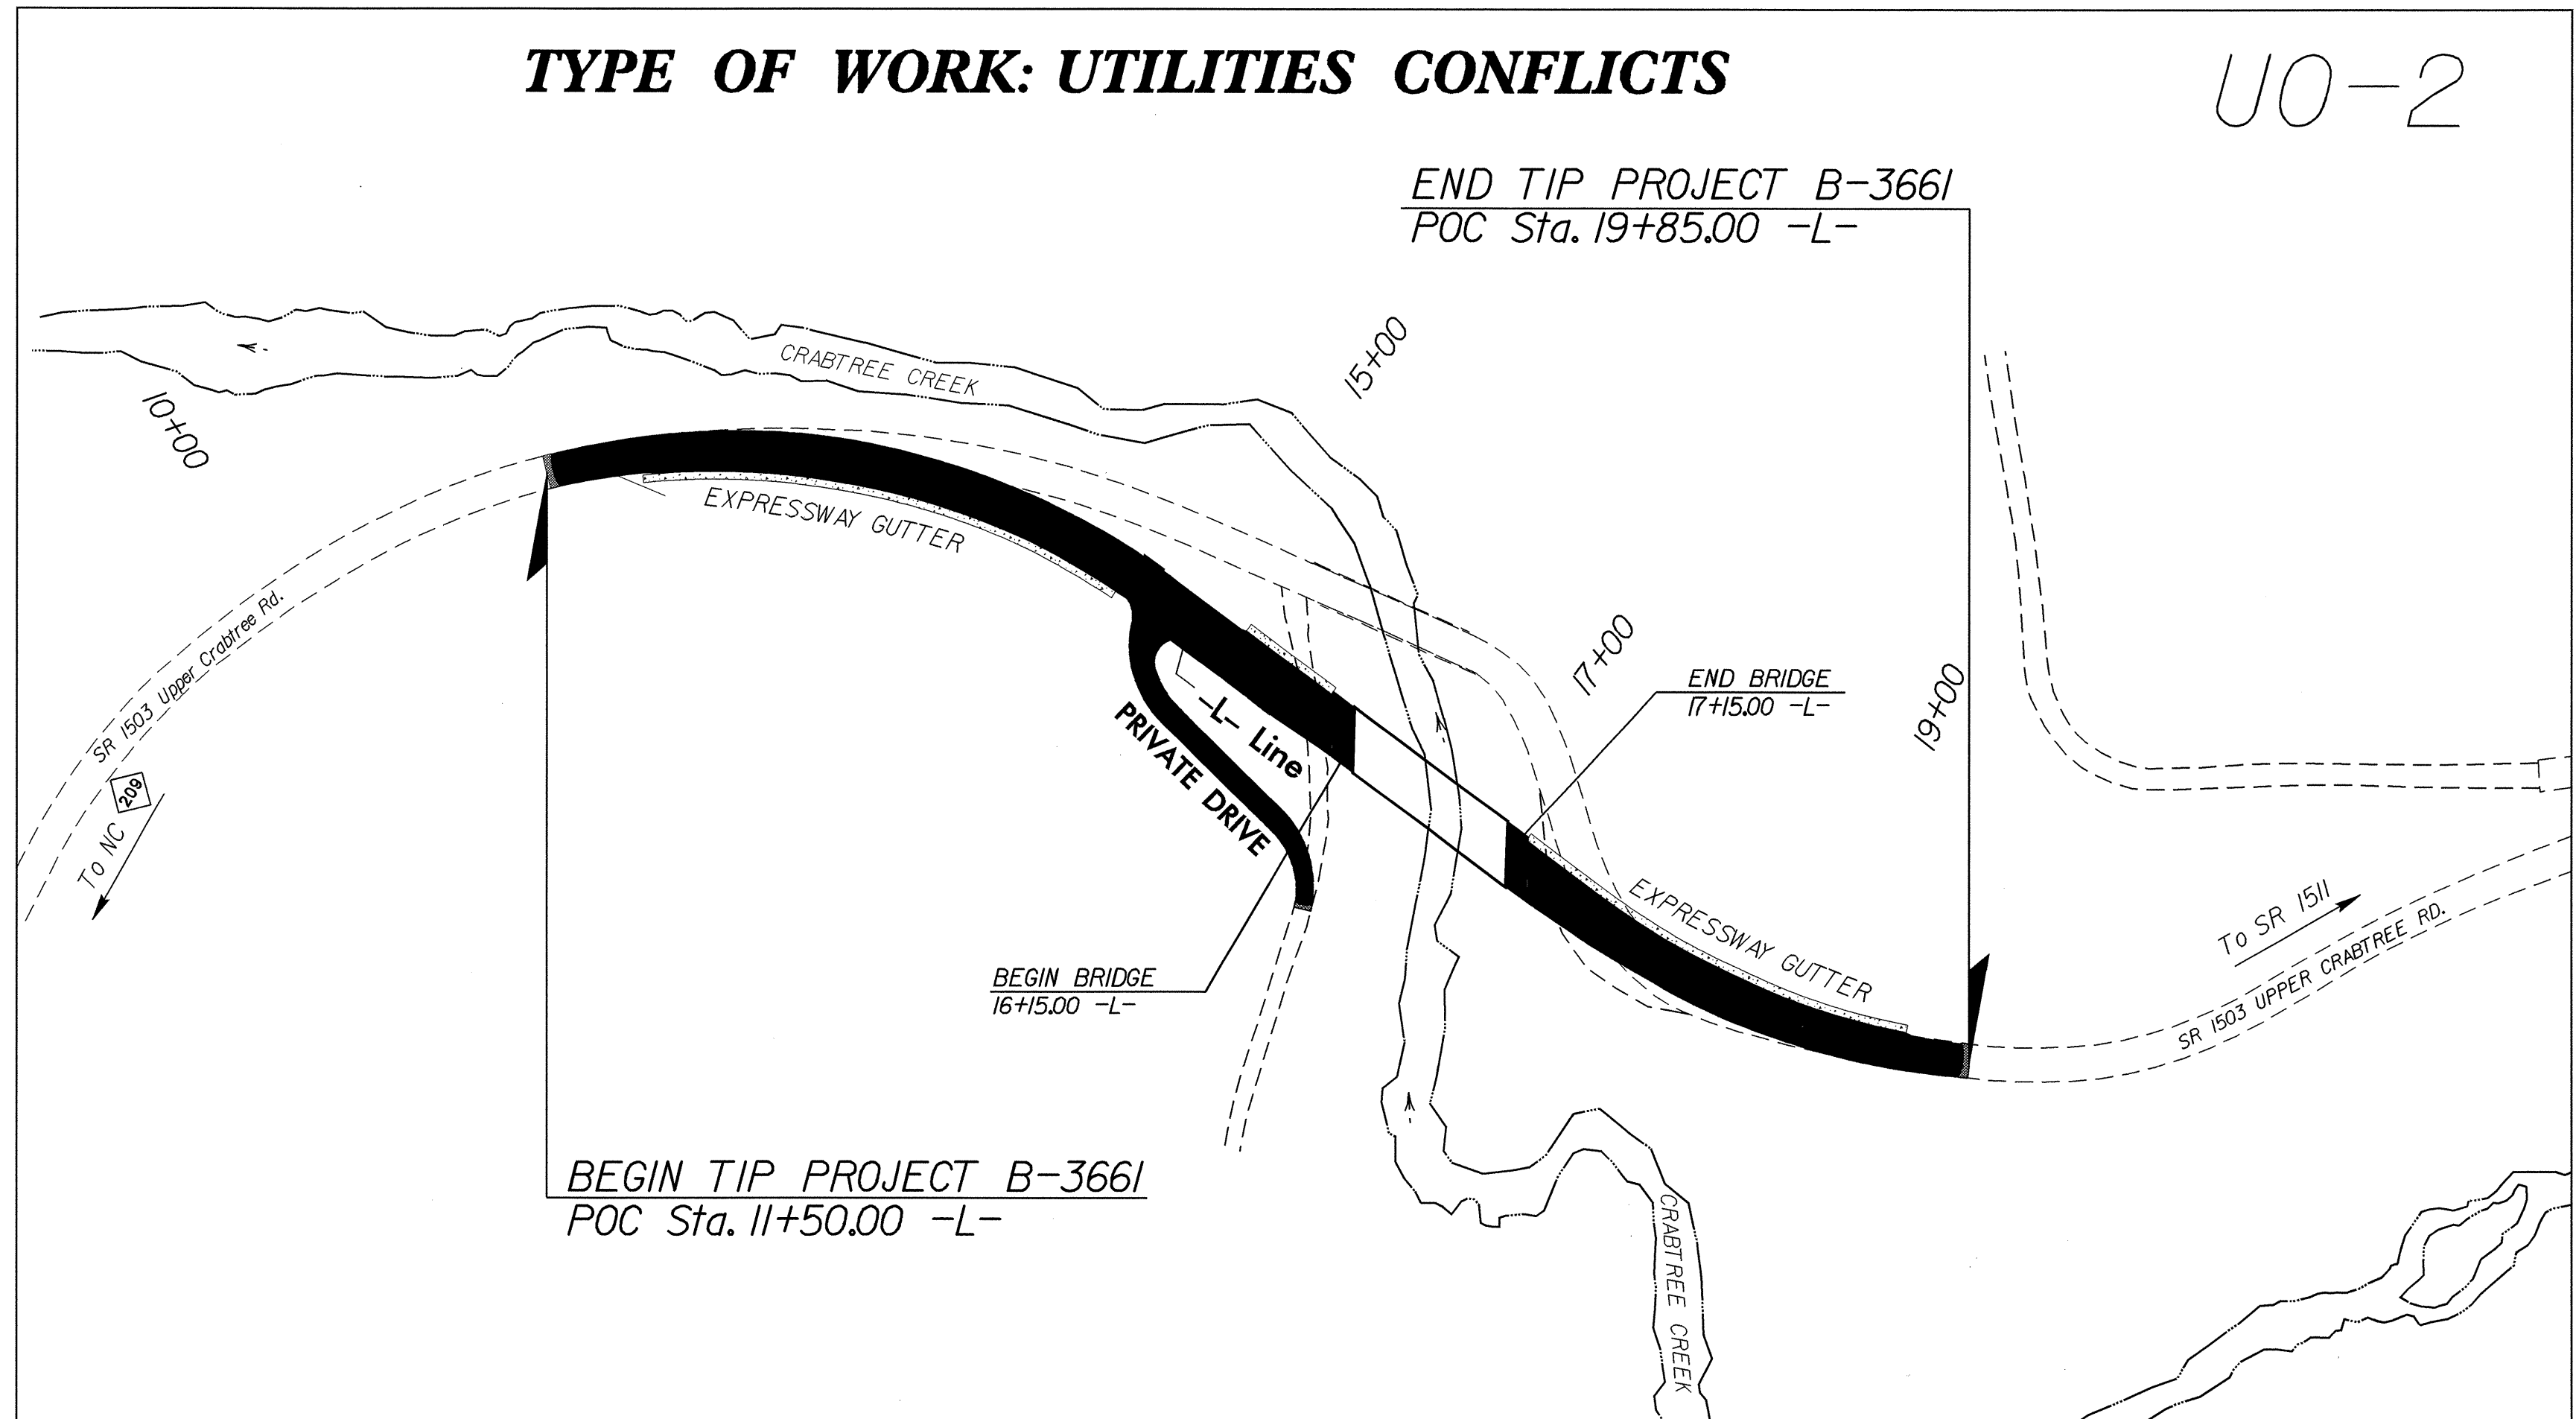 TYPE OF WORK: UTILITIES CONFLICTS
UO-2
END TIP PROJECT B-3661
POC Sta. 19+85.00 -L-
15+00
CRABTREE CREEK
10+00
EXPRESSWAY GUTTER
SR 1503 Upper Crabtree Rd.
17+00
19+00
END BRIDGE
17+15.00 -L-
-L- Line
PRIVATE DRIVE
209
To NC
EXPRESSWAY GUTTER
To SR 1511
SR 1503 UPPER CRABTREE RD.
BEGIN BRIDGE
16+15.00 -L-
BEGIN TIP PROJECT B-3661
POC Sta. 11+50.00 -L-
CRABTREE CREEK